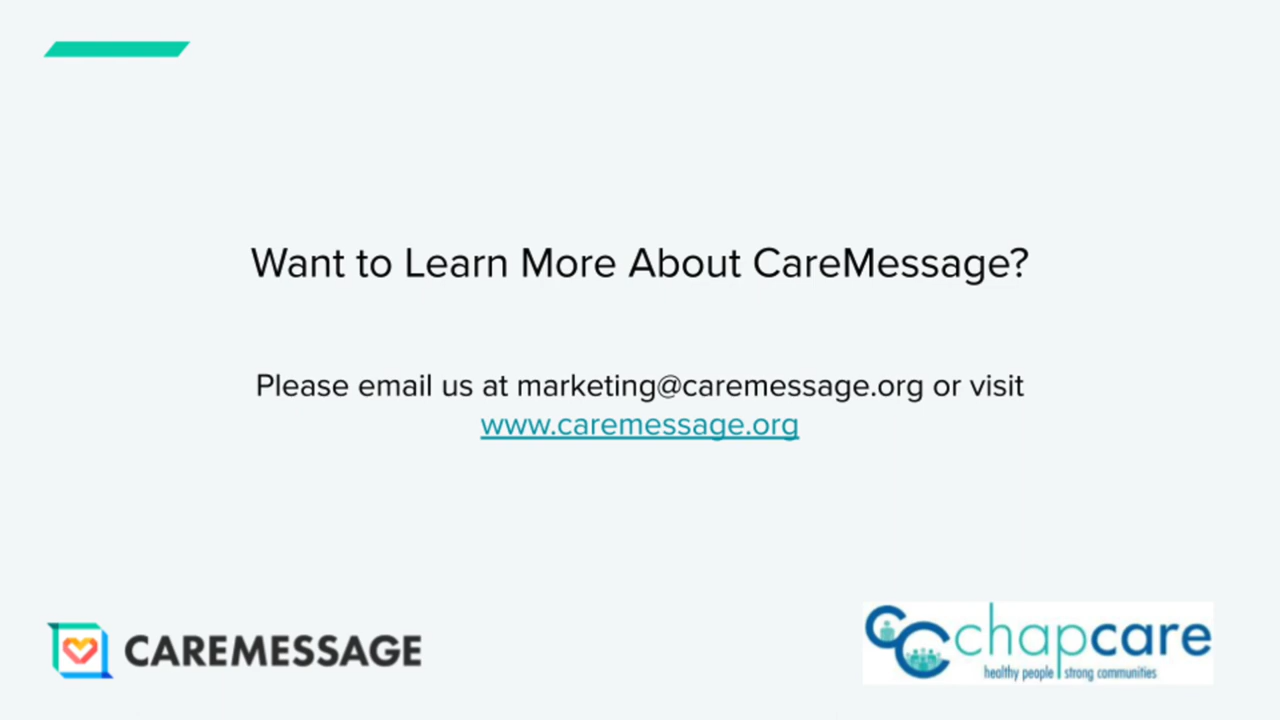 Want to Learn More About CareMessage?
Please email us at marketing@caremessage.org or visit
www.caremessage.org
CAREMESSAGE
CC chapcare
healthy people | strong communities